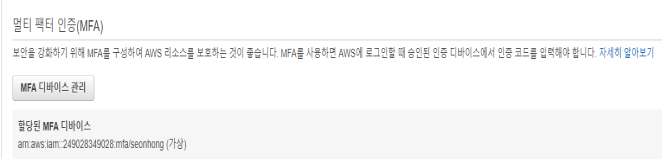 멀티 팩터 인증(MFA)
보안을 강화하기 위해 MFA를 구성하여 AWS 리소스를 보호하는 것이 좋습니다. MFA를 사용하면 AWS에 로그인할 때 승인된 인증 디바이스에서 인증 코드를 입력해야 합니다. 자세히 알아보기
MFA 디바이스 관리
할당된 MFA 디바이스
arn:aws:iam::249028349028:mfa/seonhong (가상)